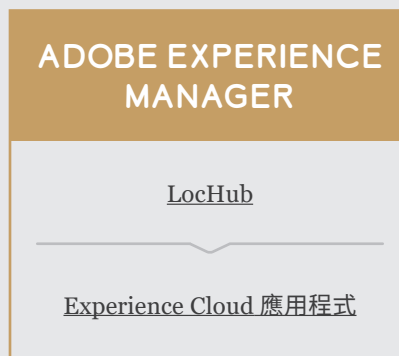 ADOBE EXPERIENCE
MANAGER
LocHub
Experience Cloud 應用程式